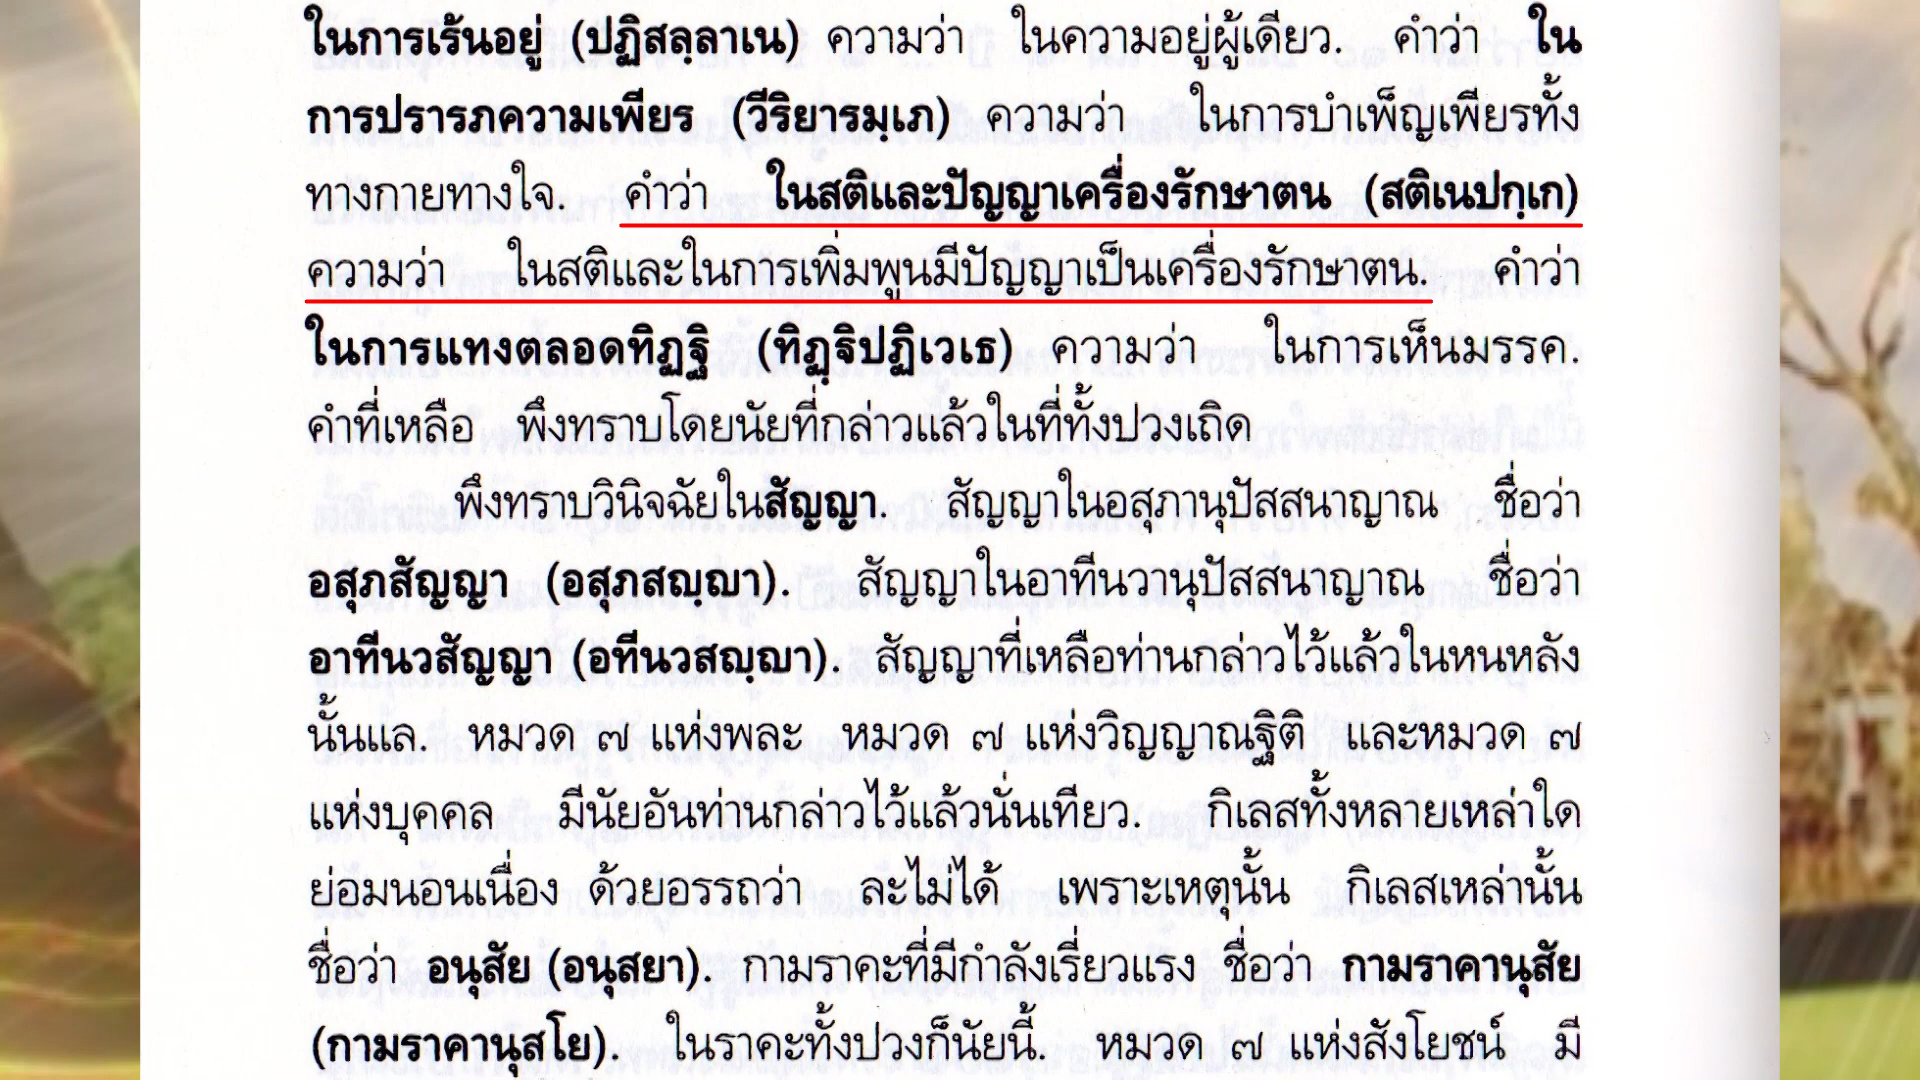 ในการเร้นอยู่ (ปฏิสลฺลาเน) ความว่า ในความอยู่ผู้เดียว. คำว่า ใน
การปรารภความเพียร (วีริยารมฺเภ) ความว่า ในการบำเพ็ญเพียรทั้ง
ทางกายทางใจ. คำว่า ในสติและปัญญาเครื่องรักษาตน (สติเนปกฺเก)
ความว่า ในสติและในการเพิ่มพูนมีปัญญาเป็นเครื่องรักษาตน. คำว่า
ในการแทงตลอดทิฏฐิ (ทิฏฺฐิปฏิเวเธ) ความว่า ในการเห็นมรรค.
คำที่เหลือ พึงทราบโดยนัยที่กล่าวแล้วในที่ทั้งปวงเถิด
พึงทราบวินิจฉัยในสัญญา. สัญญาในอสุภานุปัสสนาญาณ ชื่อว่า
อสุภสัญญา (อสุภสญฺญา). สัญญาในอาทีนวานุปัสสนาญาณ ชื่อว่า
อาทีนวสัญญา (อทีนวสญฺญา). สัญญาที่เหลือท่านกล่าวไว้แล้วในหนหลัง
นั้นแล. หมวด ๗ แห่งพละ หมวด ๗ แห่งวิญญาณฐิติ และหมวด ๗
แห่งบุคคล มีนัยอันท่านกล่าวไว้แล้วนั่นเทียว. กิเลสทั้งหลายเหล่าใด
ย่อมนอนเนื่อง ด้วยอรรถว่า ละไม่ได้ เพราะเหตุนั้น กิเลสเหล่านั้น
ชื่อว่า อนุสัย (อนุสยา). กามราคะที่มีกำลังเรี่ยวแรง ชื่อว่า กามราคานุสัย
(กามราคานุสโย). ในราคะทั้งปวงก็นัยนี้. หมวด ๗ แห่งสังโยชน์ มี